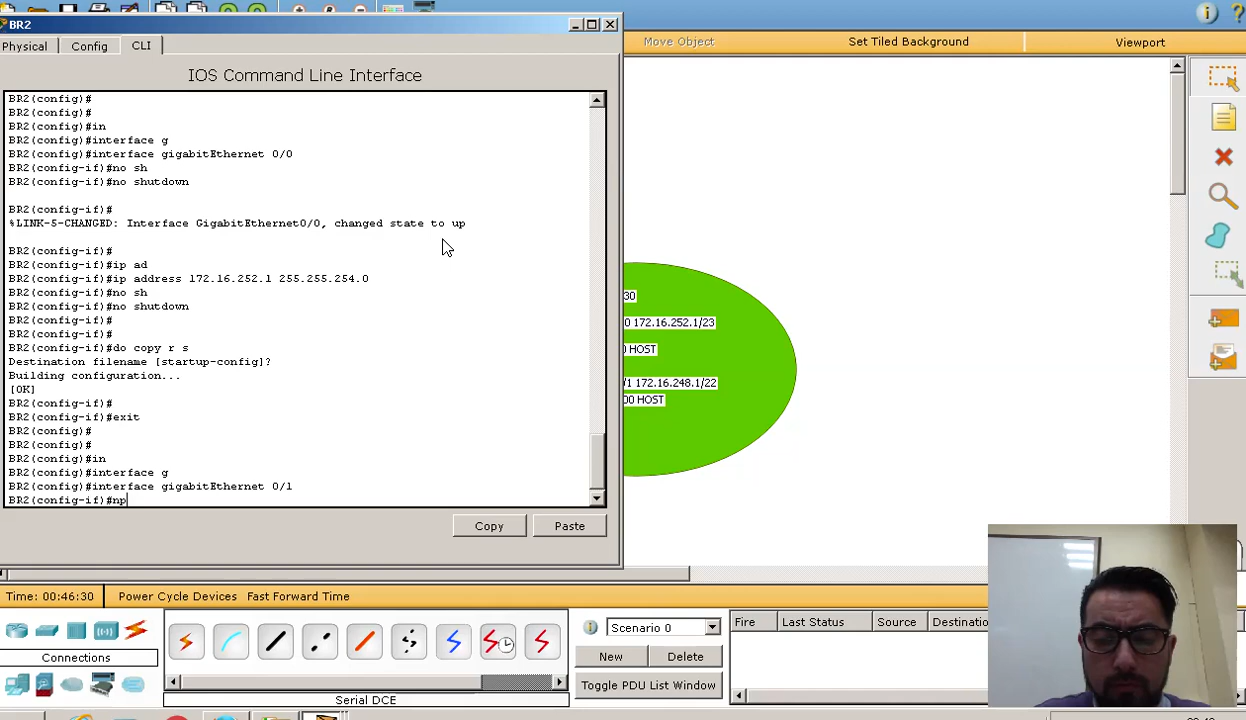 BR2
Physical
Config
CLI
IOS Command Line Interface
BR2(config)#
BR2(config)#
BR2(config)#in
BR2(config)#interface g
BR2(config)#interface gigabitEthernet 0/0
BR2(config-if)#no sh
BR2(config-if)#no shutdown
BR2(config-if)#
%LINK-5-CHANGED: Interface GigabitEthernet0/0, changed state to up
BR2(config-if)#
BR2(config-if)#ip ad
BR2(config-if)#ip address 172.16.252.1 255.255.254.0
BR2(config-if)#no sh
BR2(config-if)#no shutdown
BR2(config-if)#
BR2(config-if)#
BR2(config-if)#do copy r s
Destination filename [startup-config]?
Building configuration...
[OK]
BR2(config-if)#
BR2(config-if)#exit
BR2(config)#
BR2(config)#
BR2(config)#in
BR2(config)#interface g
BR2(config)#interface gigabitEthernet 0/1
BR2(config-if)#np
Copy
Paste
Move Object
Set Tiled Background
Viewport
30
0 172.16.252.1/23
0 HOST
/1 172.16.248.1/22
00 HOST
Time: 00:46:30
Power Cycle Devices
Fast Forward Time
Connections
Serial DCE
Scenario 0
New
Delete
Toggle PDU List Window
Fire
Last Status
Source
Destinatio